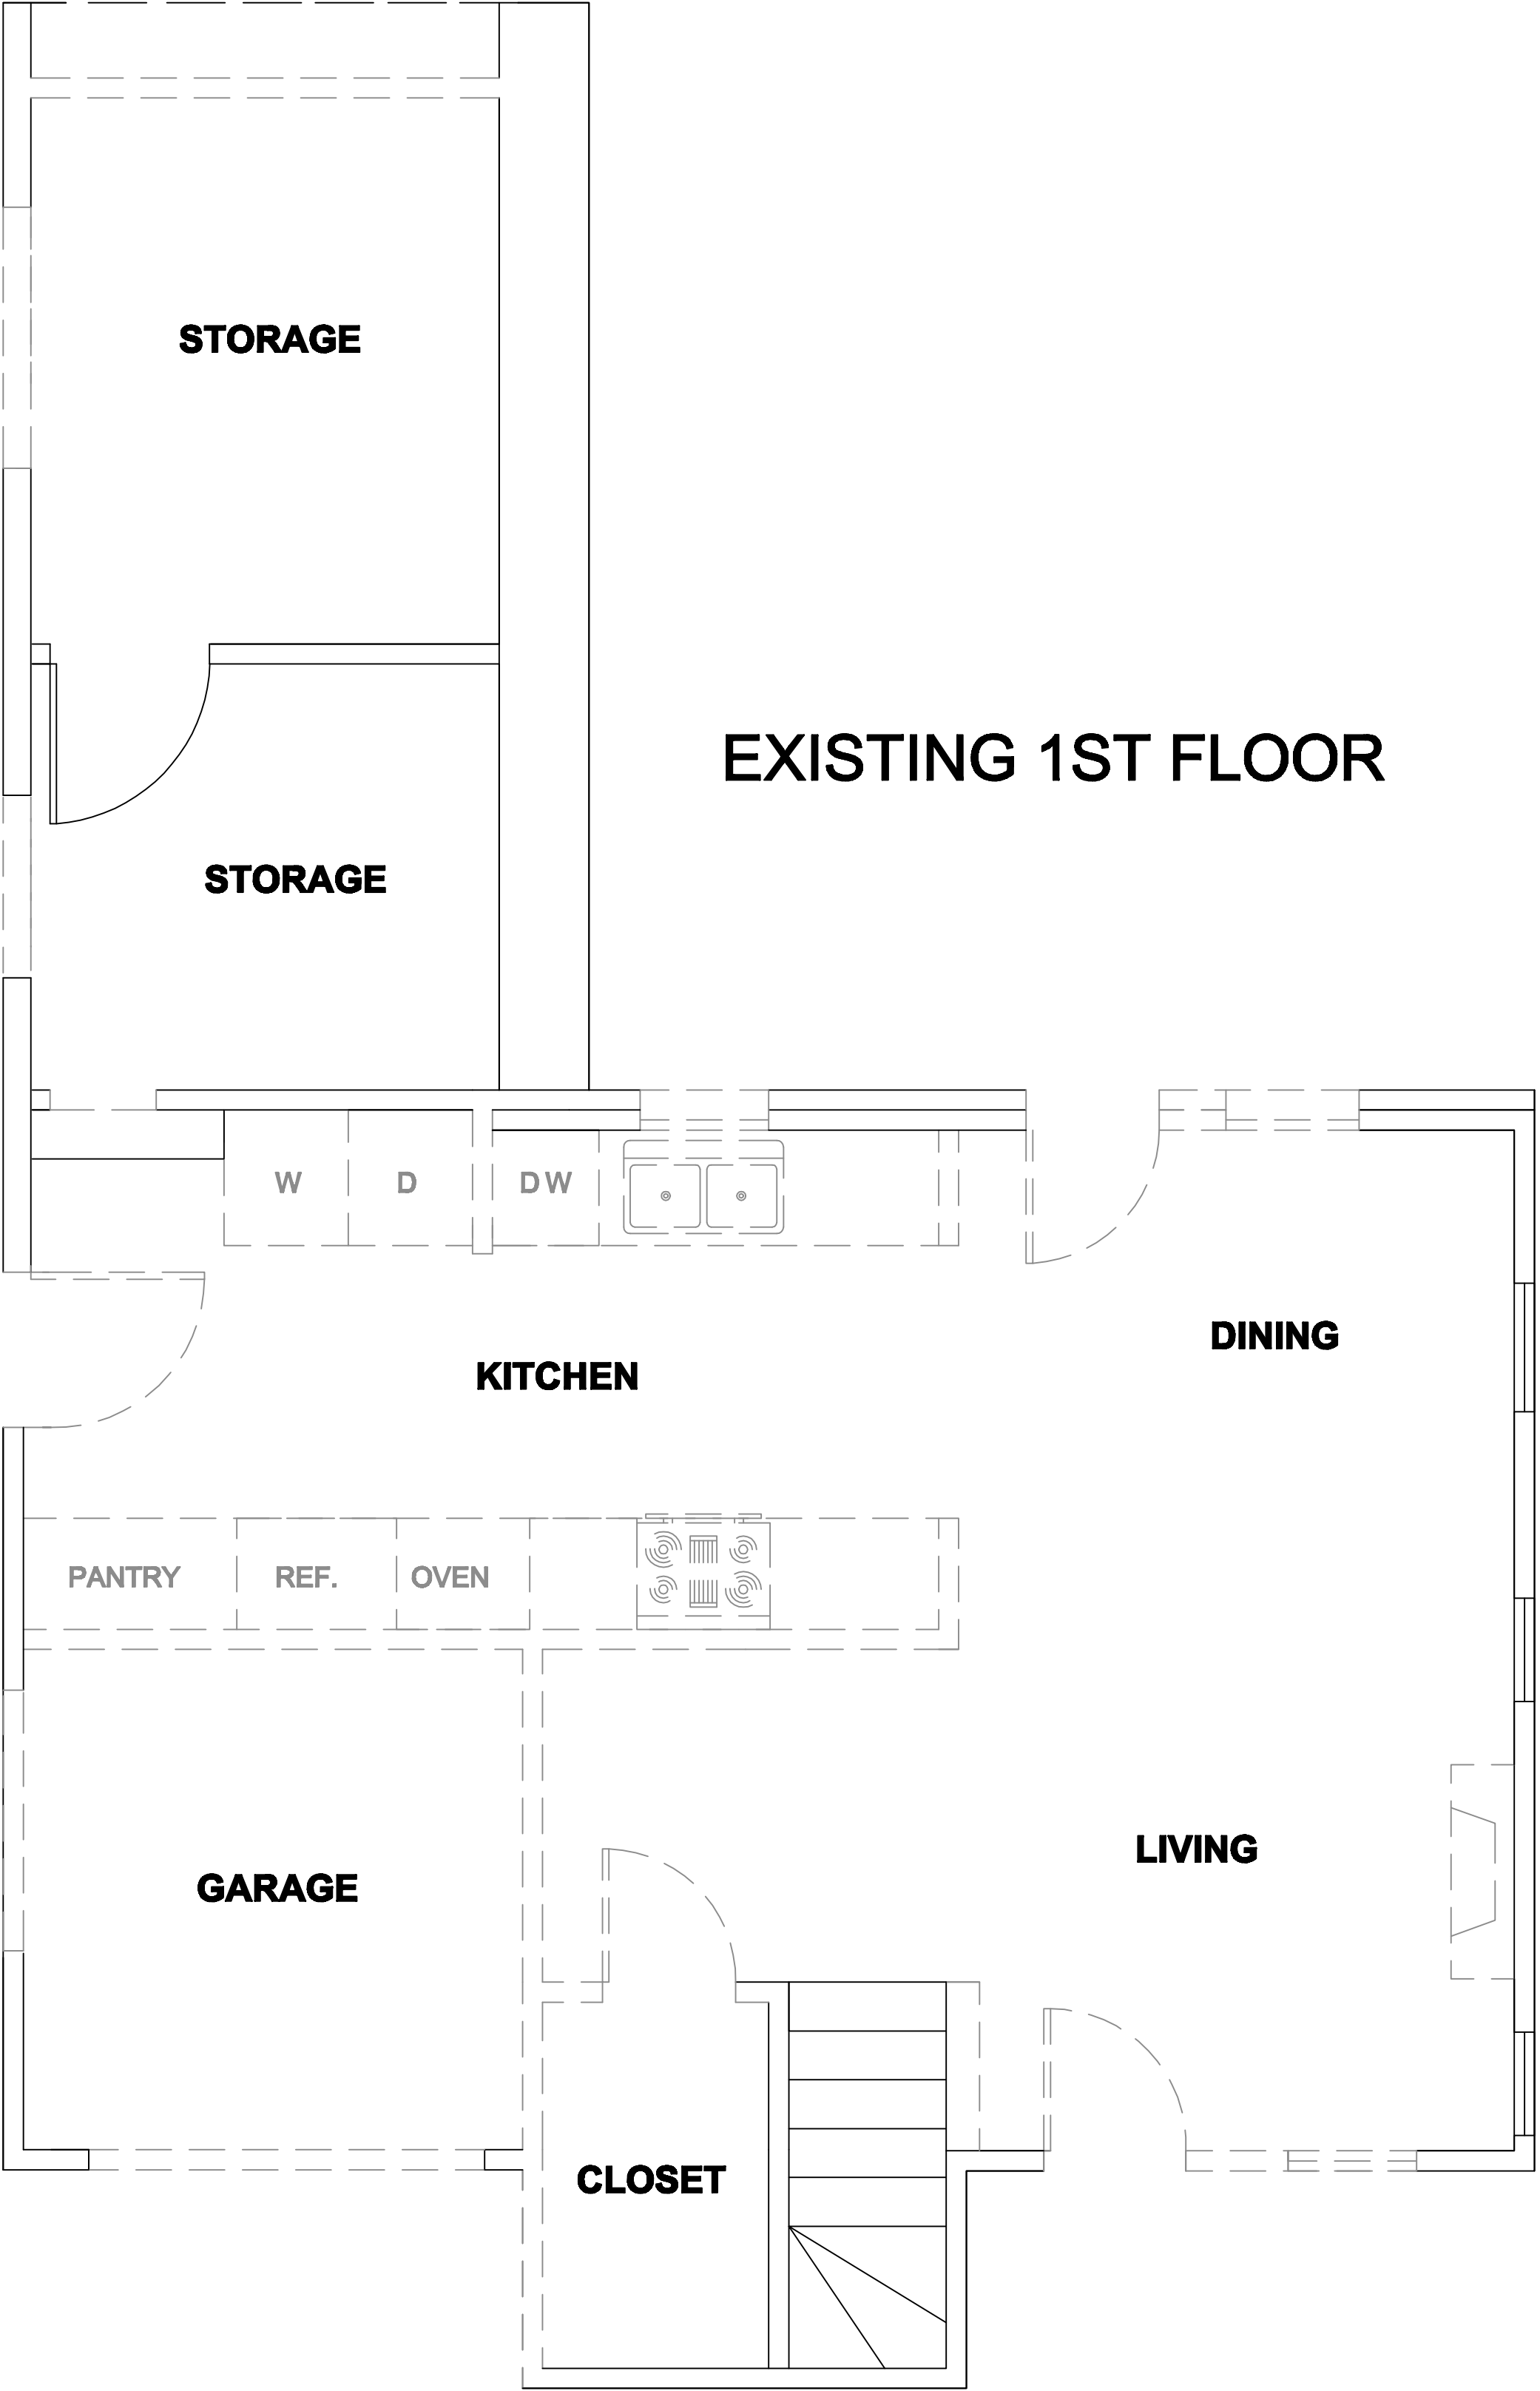 STORAGE
EXISTING 1ST FLOOR
STORAGE
W
D
DW
DINING
KITCHEN
PANTRY
REF.
OVEN
LIVING
GARAGE
CLOSET